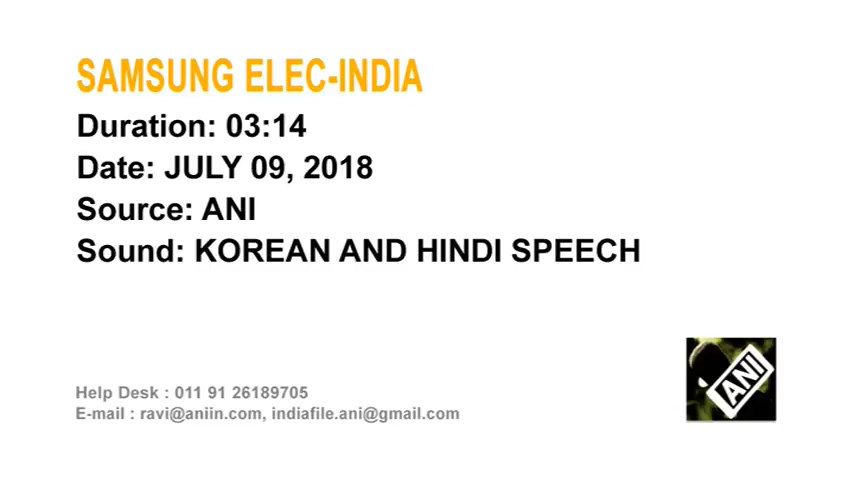 SAMSUNG ELEC-INDIA
Duration: 03:14
Date: JULY 09, 2018
Source: ANI
Sound: KOREAN AND HINDI SPEECH
Help Desk : 011 91 26189705
E-mail : ravi@aniin.com, indiafile.ani@gmail.com
ANI